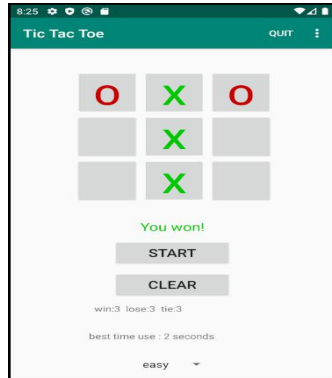 8:25
Tic Tac Toe QUIT
O X O
X
X
You won!
START
CLEAR
win:3 lose:3 tie:3
best time use : 2 seconds
easy